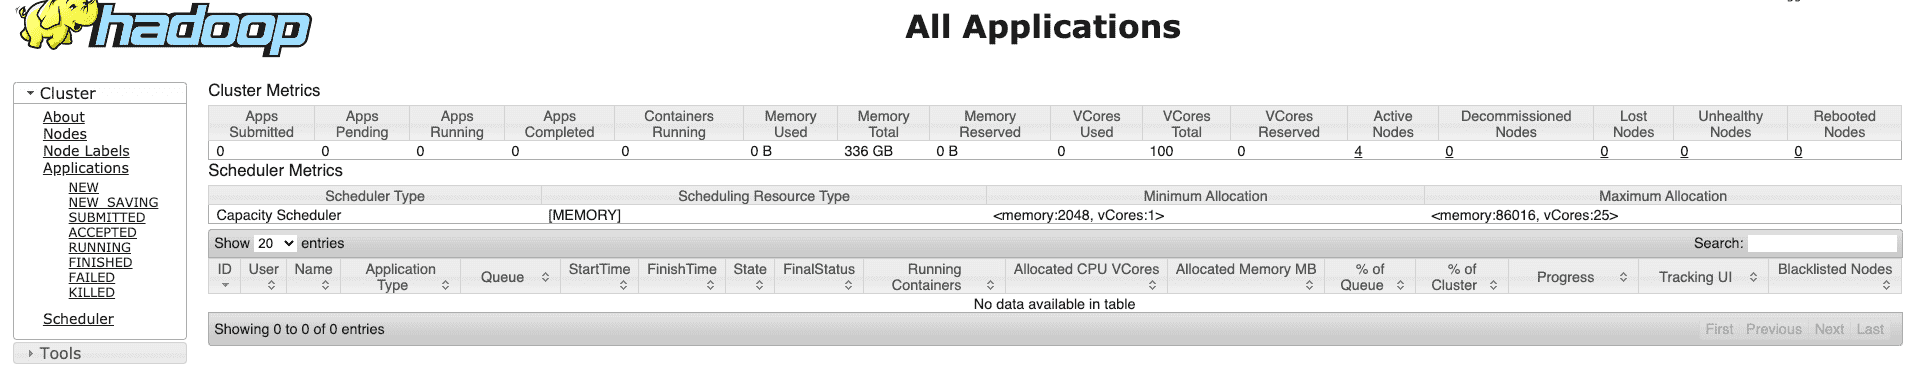 hadoop
All Applications
Cluster
About
Nodes
Node Labels
Applications
NEW
NEW_SAVING
SUBMITTED
ACCEPTED
RUNNING
FINISHED
FAILED
KILLED
Scheduler
Tools
Cluster Metrics
Apps Submitted Apps Pending Apps Running Apps Completed Containers Running Memory Used Memory Total Memory Reserved VCores Used VCores Total VCores Reserved Active Nodes Decommissioned Nodes Lost Nodes Unhealthy Nodes Rebooted Nodes
0 0 0 0 0 0 B 336 GB 0 B 0 100 0 4 0 0 0 0
Scheduler Metrics
Scheduler Type Scheduling Resource Type Minimum Allocation Maximum Allocation
Capacity Scheduler [MEMORY] <memory:2048, vCores:1> <memory:86016, vCores:25>
Show 20 entries Search:
ID User Name Application Type Queue StartTime FinishTime State FinalStatus Running Containers Allocated CPU VCores Allocated Memory MB % of Queue % of Cluster Progress Tracking UI Blacklisted Nodes
No data available in table
Showing 0 to 0 of 0 entries First Previous Next Last